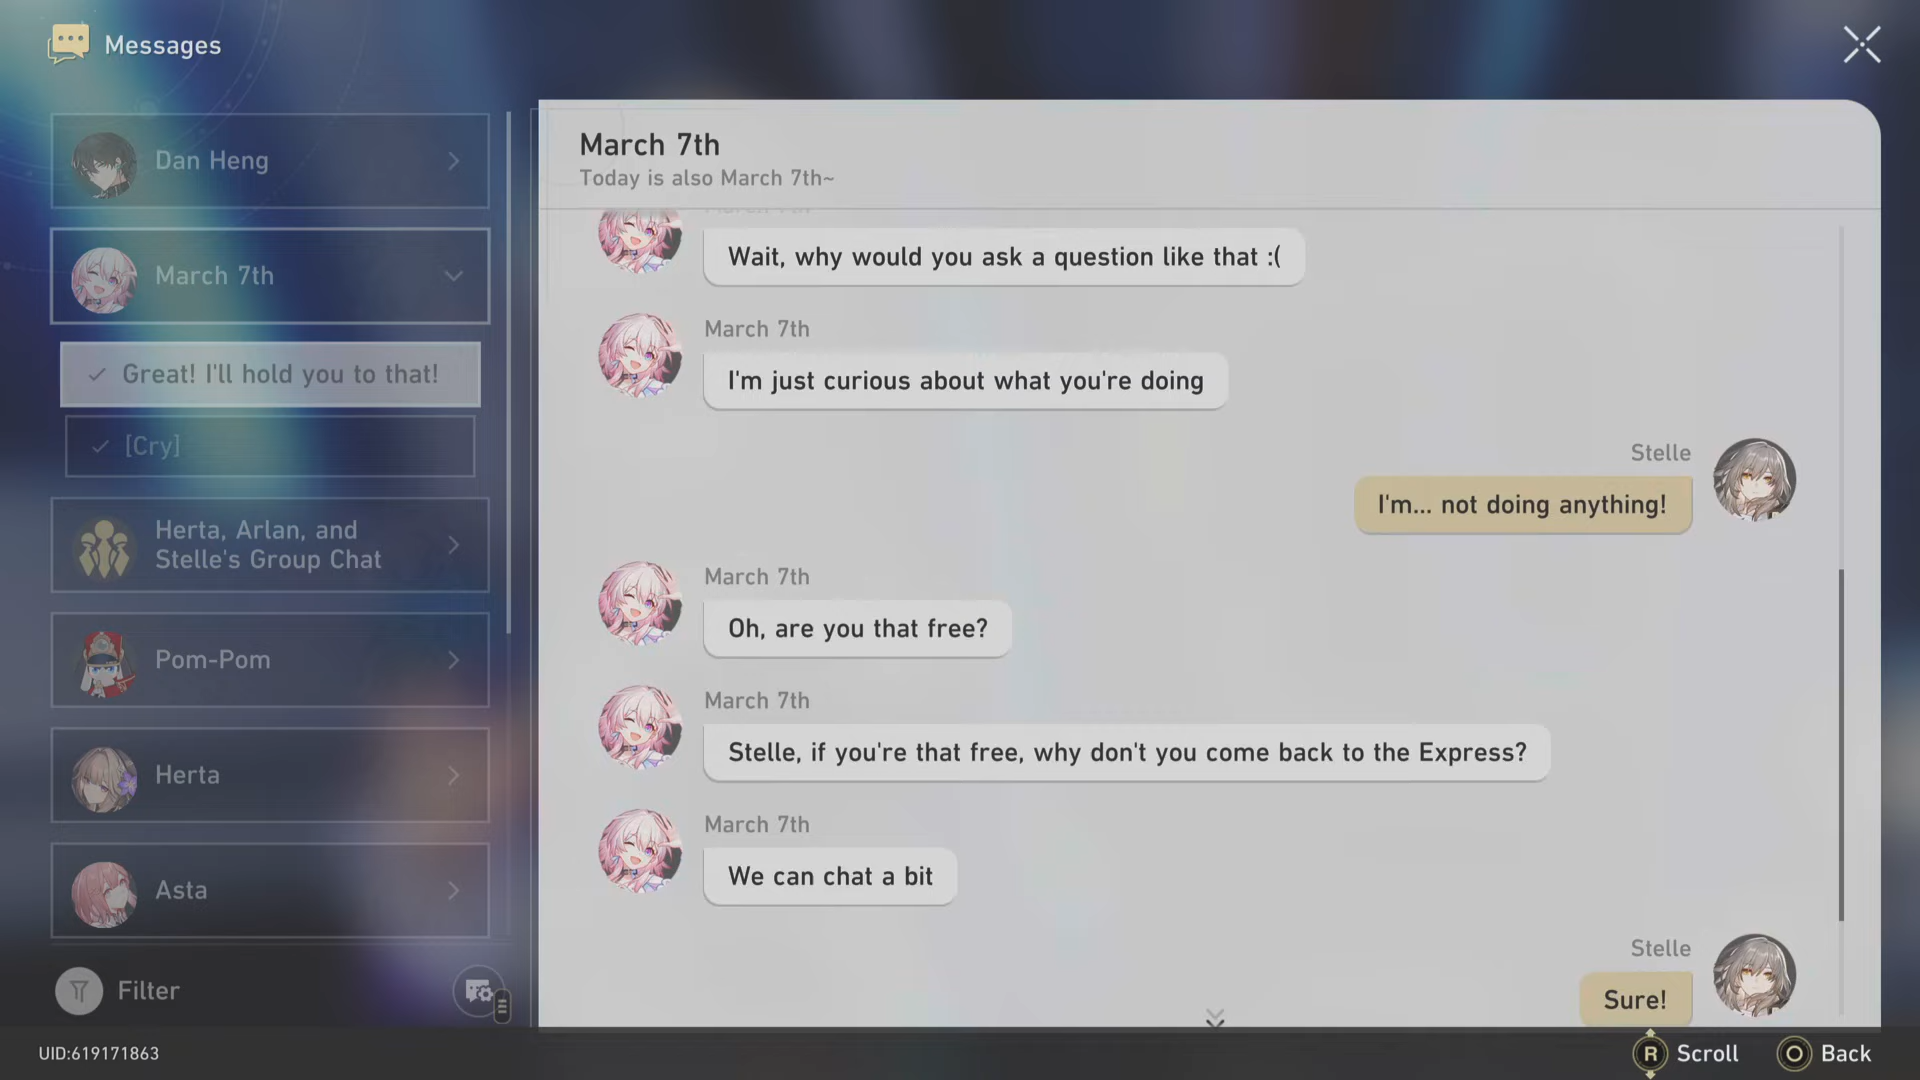 Messages
Dan Heng
March 7th
Great! I'll hold you to that!
[Cry]
Herta, Arlan, and
Stelle's Group Chat
Pom-Pom
Herta
Asta
Filter
March 7th
Today is also March 7th~
Wait, why would you ask a question like that :(
March 7th
I'm just curious about what you're doing
Stelle
I'm... not doing anything!
March 7th
Oh, are you that free?
March 7th
Stelle, if you're that free, why don't you come back to the Express?
March 7th
We can chat a bit
Stelle
Sure!
UID:619171863
R Scroll
Back